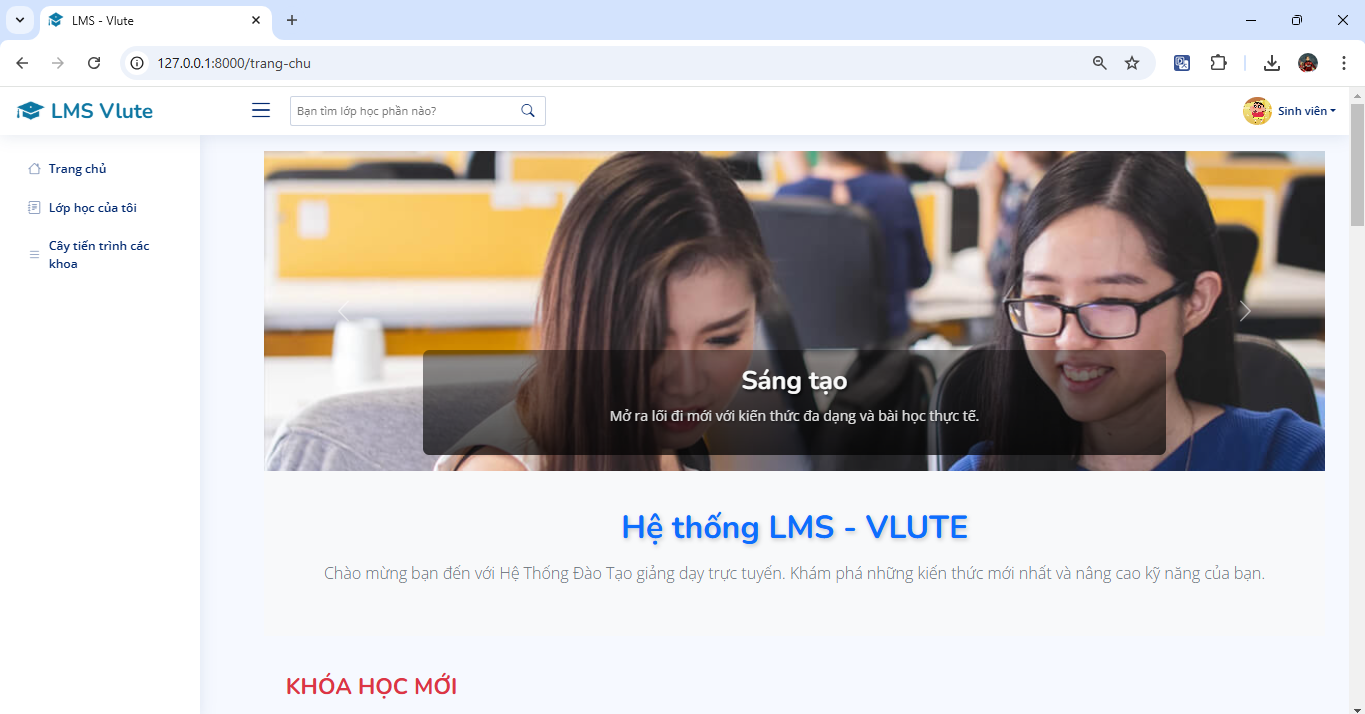 LMS - Vlute
127.0.0.1:8000/trang-chu
LMS Vlute
Bạn tìm lớp học phần nào?
Sinh viên
Trang chủ
Lớp học của tôi
Cây tiến trình các
khoa
Sáng tạo
Mở ra lối đi mới với kiến thức đa dạng và bài học thực tế.
Hệ thống LMS - VLUTE
Chào mừng bạn đến với Hệ Thống Đào Tạo giảng dạy trực tuyến. Khám phá những kiến thức mới nhất và nâng cao kỹ năng của bạn.
KHÓA HỌC MỚI